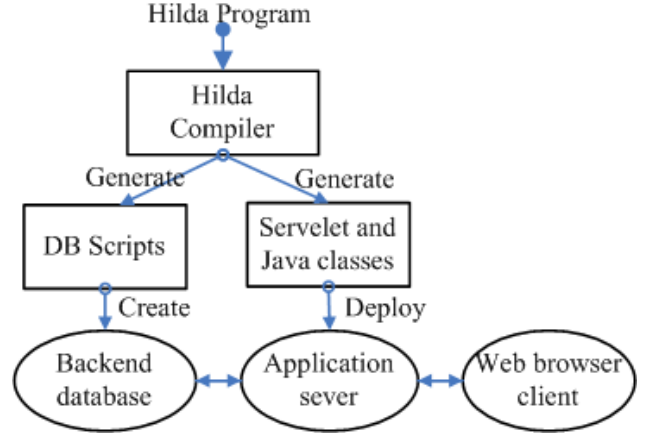 Hilda Program
Hilda
Compiler
Generate
Generate
DB Scripts
Servelet and
Java classes
Create
Deploy
Backend
database
Application
sever
Web browser
client